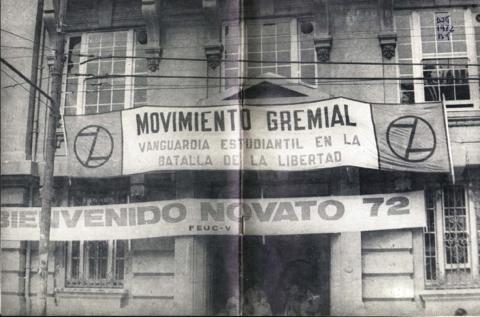 MOVIMIENTO GREMIAL
VANGUARDIA ESTUDIANTIL EN LA
BATALLA DE LA LIBERTAD
BIENVENIDO NOVATO 72
FEUC-V